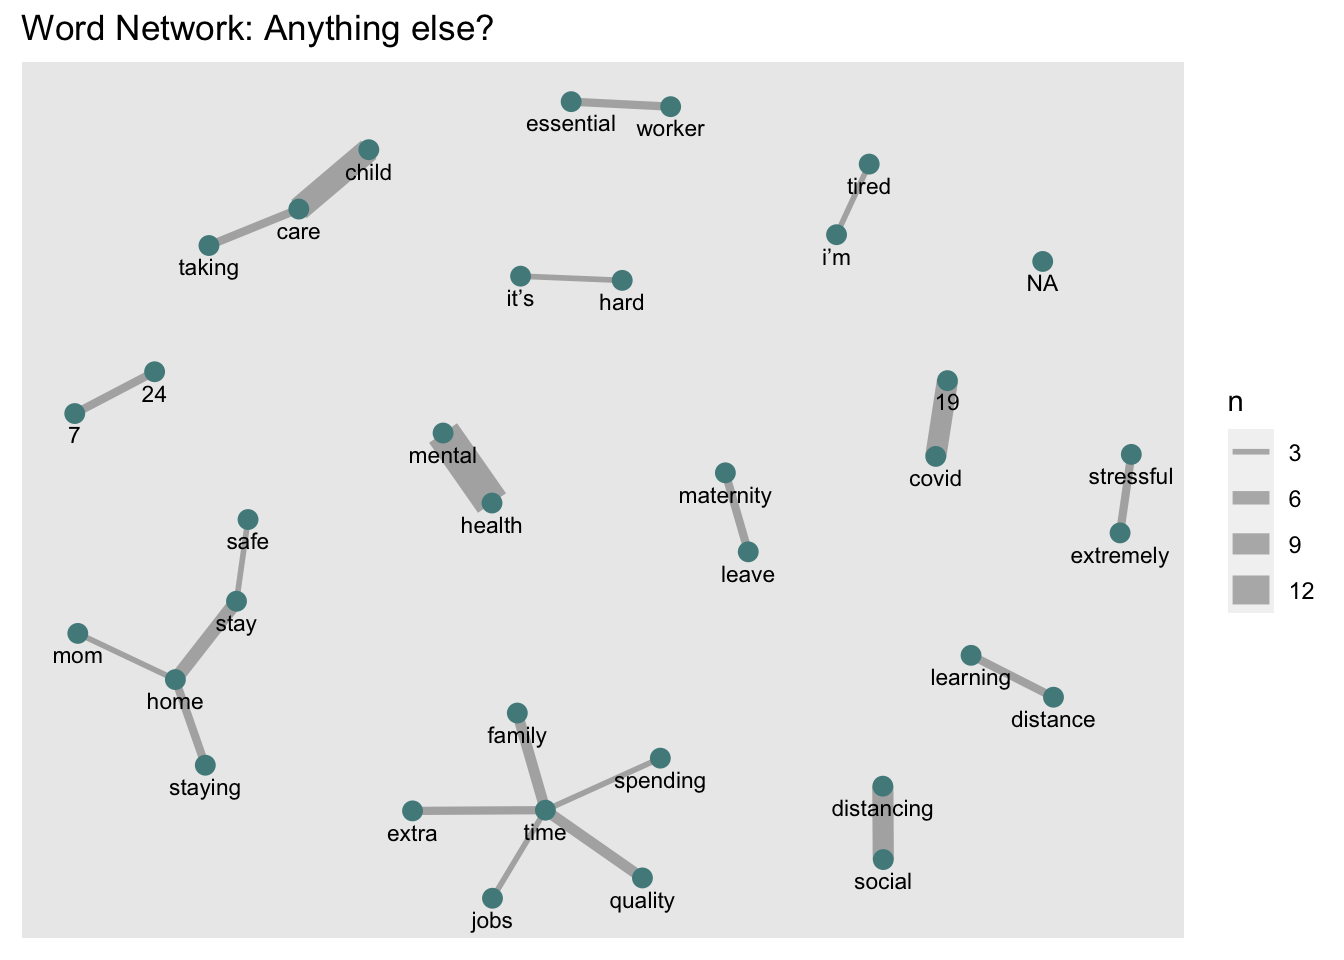 Word Network: Anything else?
essential
worker
child
care
taking
tired
i’m
it’s
hard
NA
24
7
mental
health
19
covid
maternity
leave
stressful
extremely
safe
stay
mom
home
staying
learning
distance
family
spending
extra
time
jobs
quality
distancing
social
n
3
6
9
12